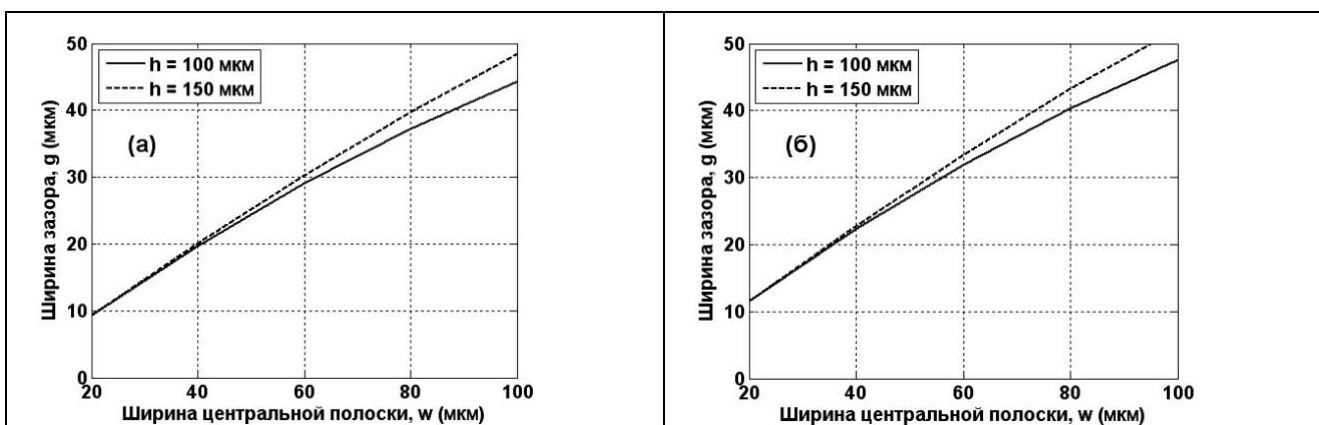 50
h = 100 мкм
h = 150 мкм
40
(а)
30
20
10
0
20 40 60 80 100
Ширина зазора, g (мкм)
Ширина центральной полоски, w (мкм)
50
h = 100 мкм
h = 150 мкм
40
(б)
30
20
10
0
20 40 60 80 100
Ширина зазора, g (мкм)
Ширина центральной полоски, w (мкм)